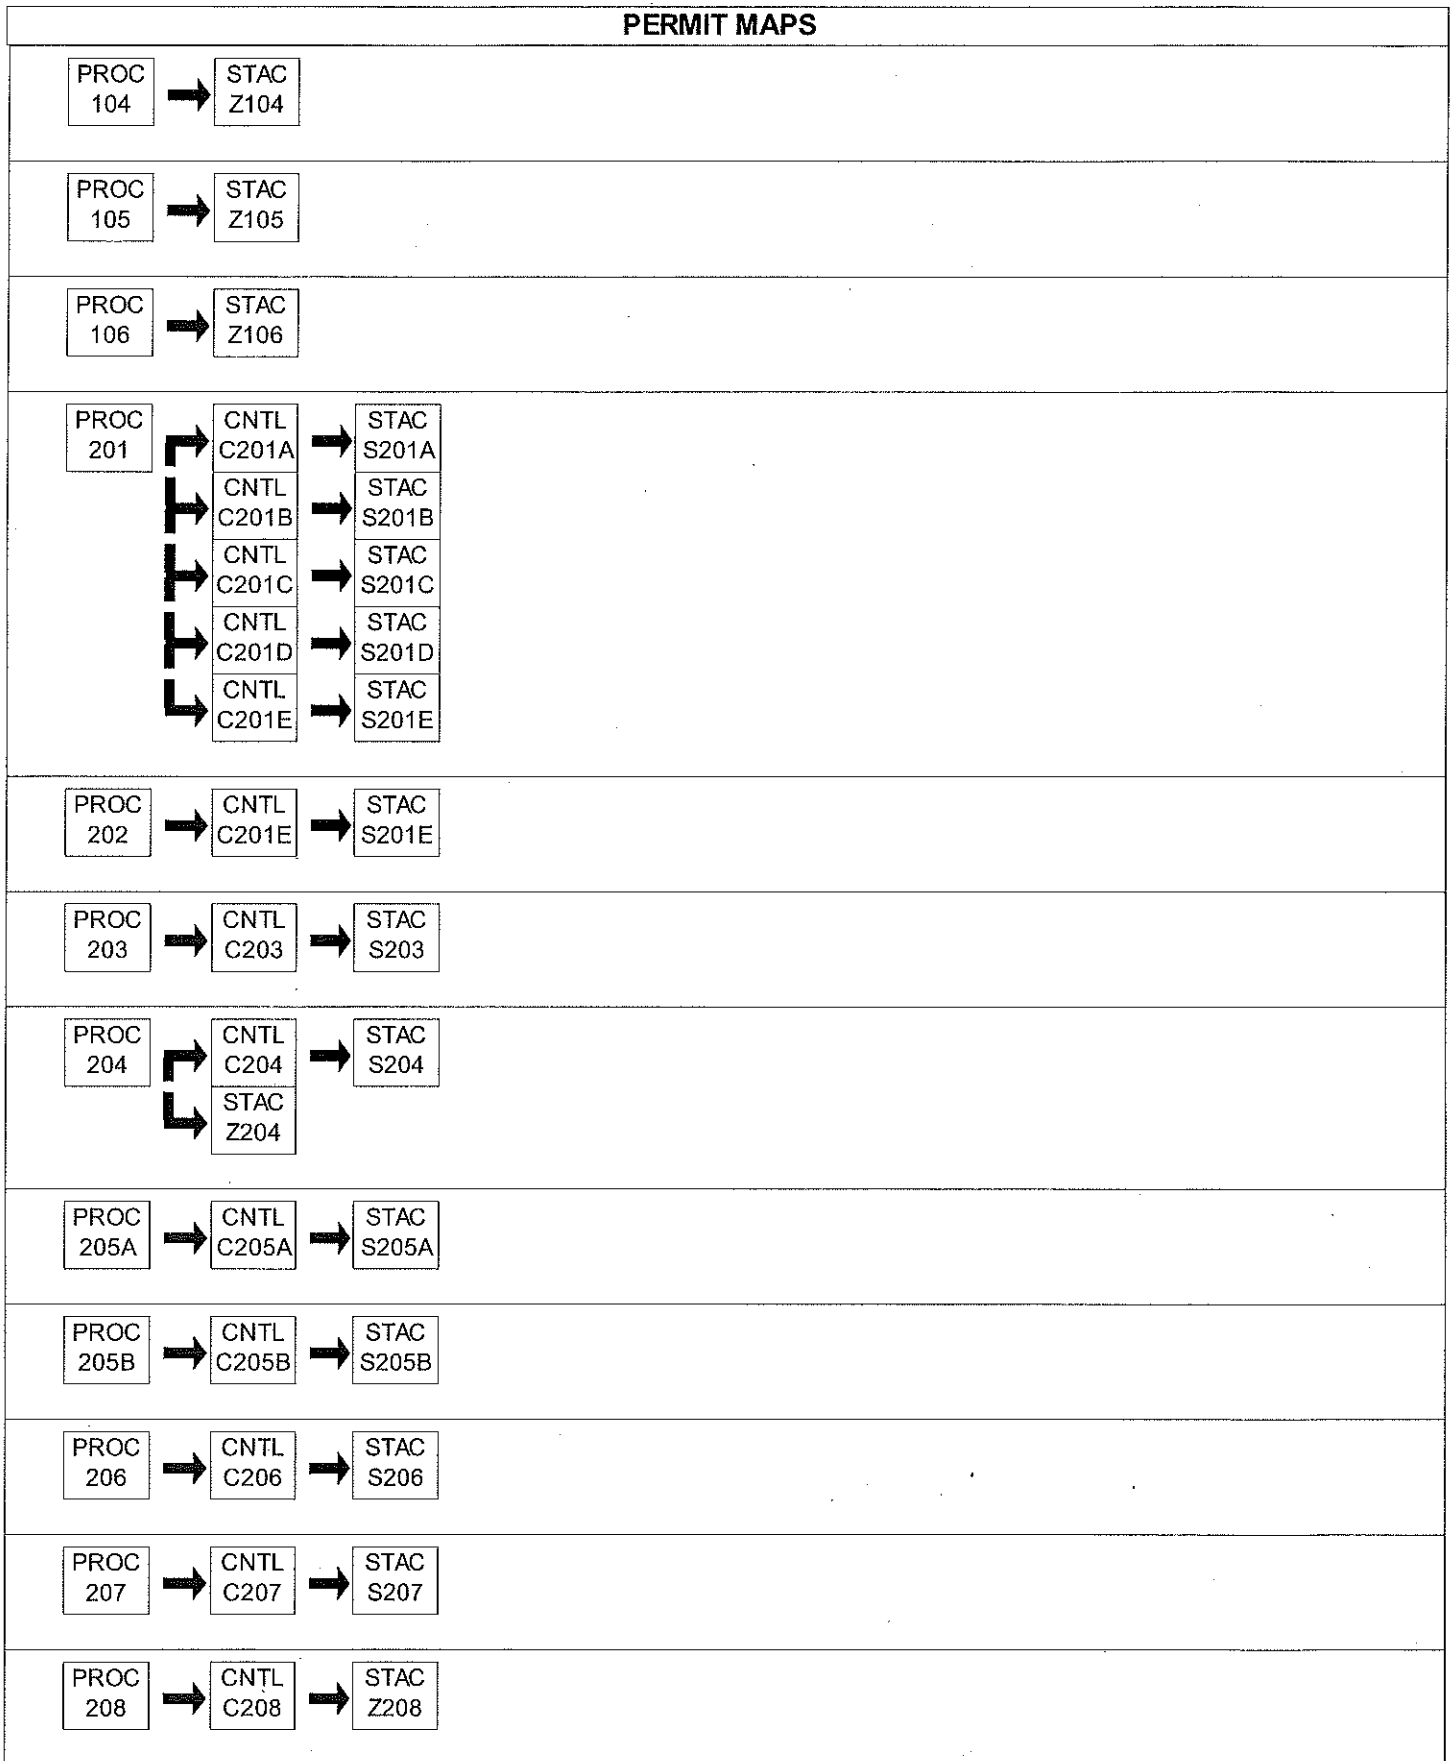 PERMIT MAPS
PROC
104
STAC
Z104
PROC
105
STAC
Z105
PROC
106
STAC
Z106
PROC
201
CNTL
C201A
STAC
S201A
CNTL
C201B
STAC
S201B
CNTL
C201C
STAC
S201C
CNTL
C201D
STAC
S201D
CNTL
C201E
STAC
S201E
PROC
202
CNTL
C201E
STAC
S201E
PROC
203
CNTL
C203
STAC
S203
PROC
204
CNTL
C204
STAC
S204
STAC
Z204
PROC
205A
CNTL
C205A
STAC
S205A
PROC
205B
CNTL
C205B
STAC
S205B
PROC
206
CNTL
C206
STAC
S206
PROC
207
CNTL
C207
STAC
S207
PROC
208
CNTL
C208
STAC
Z208